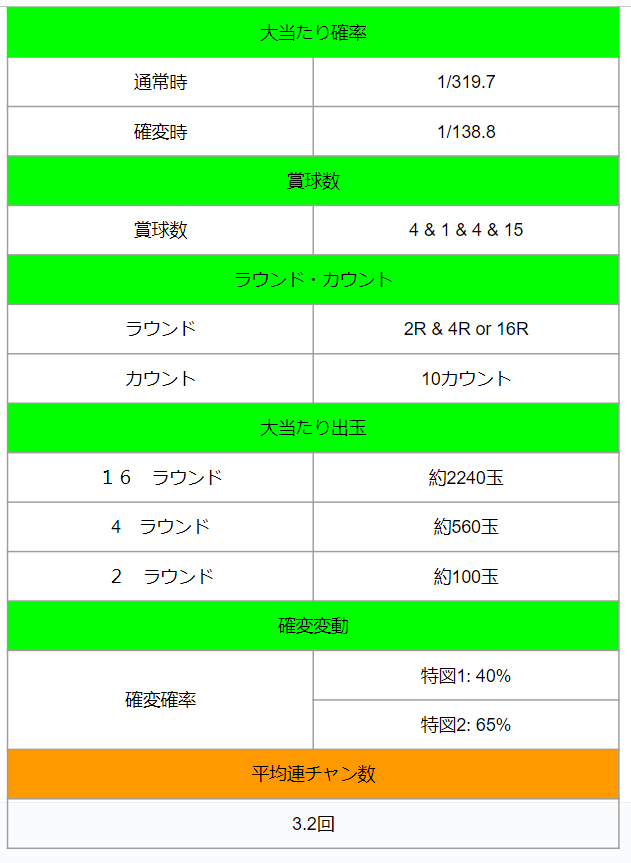 大当たり確率
通常時 1/319.7
確変時 1/138.8
賞球数
賞球数 4 & 1 & 4 & 15
ラウンド・カウント
ラウンド 2R & 4R or 16R
カウント 10カウント
大当たり出玉
１６　ラウンド 約2240玉
4　ラウンド 約560玉
２　ラウンド 約100玉
確変変動
確変確率 特図1: 40%
特図2: 65%
平均連チャン数
3.2回